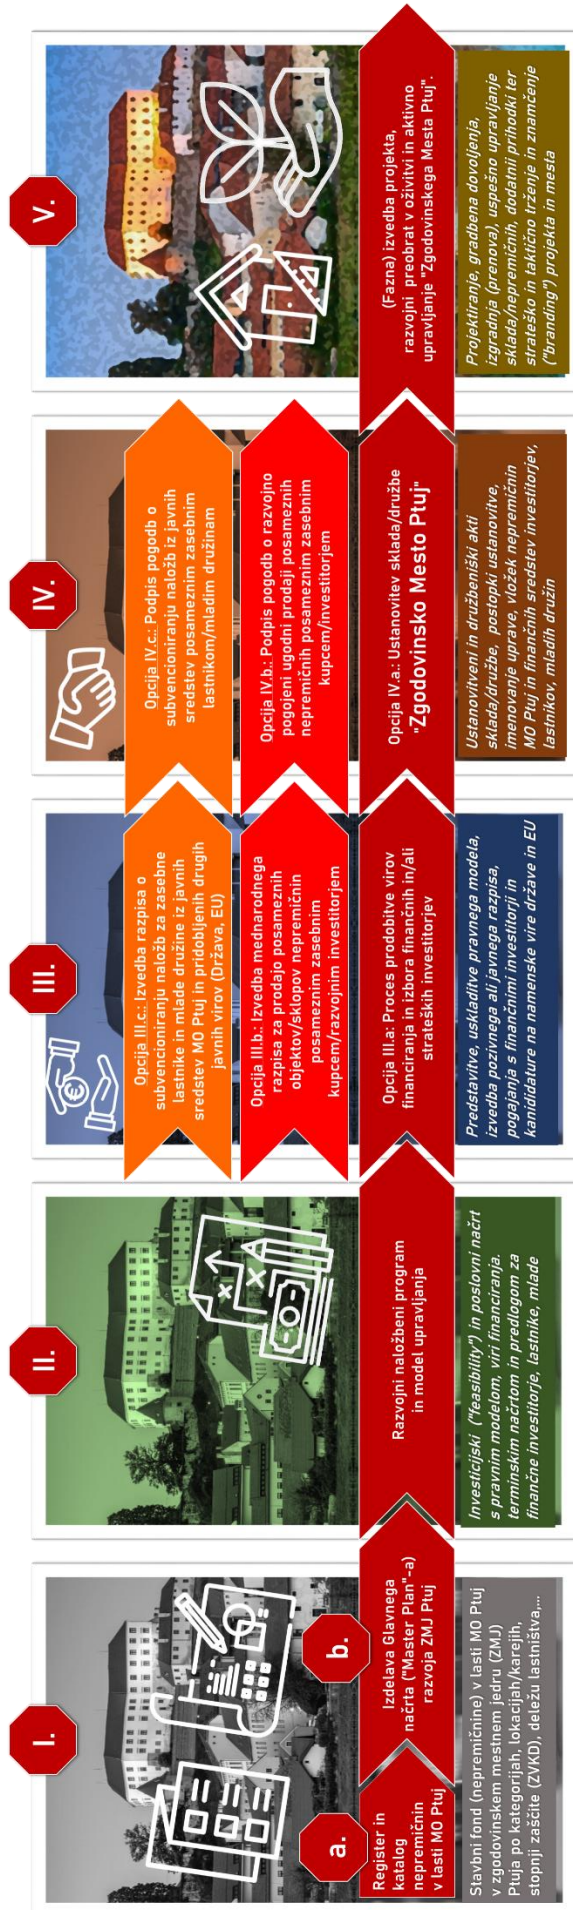 I.
a.
Register in
katalog
nepremičnin
v lasti MO Ptuj
b.
Izdelava Glavnega
načrta ("Master Plan"-a)
razvoja ZMJ Ptuj
Stavbni fond (nepremičnine) v lasti MO Ptuj
v zgodovinskem mestnem jedru (ZMJ)
Ptuja po kategorijah, lokacijah/karejih,
stopnji zaščite (ZVKD), deležu lastništva,...
II.
Razvojni naložbeni program
in model upravljanja
Investicijski ("feasibility") in poslovni načrt
s pravnim modelom, viri financiranja.
terminskim načrtom in predlogom za
finančne investitorje, lastnike, mlade
III.
Opcija III.c.: Izvedba razpisa o
subvencioniranju naložb za zasebne
lastnike in mlade družine iz javnih
sredstev MO Ptuj in pridobljenih drugih
javnih virov (Država, EU)
Opcija III.b.: Izvedba mednarodnega
razpisa za prodajo posameznih
objektov/sklopov nepremičnin
posameznim zasebnim
kupcem/razvojnim investitorjem
Opcija III.a: Proces prodobitve virov
financiranja in izbora finančnih in/ali
strateških investitorjev
Predstavitve, uskladitve pravnega modela,
izvedba pozivnega ali javnega razpisa,
pogajanja s finančnimi investitorji in
kanididature na namenske vire države in EU
IV.
Opcija IV.c.: Podpis pogodb o
subvencioniranju naložb iz javnih
sredstev posameznim zasebnim
lastnikom/mladim družinam
Opcija IV.b.: Podpis pogodb o razvojno
pogojeni ugodni prodaji posameznih
nepremičnih posameznim zasebnim
kupcem/investitorjem
Opcija IV.a.: Ustanovitev sklada/družbe
"Zgodovinsko Mesto Ptuj"
Ustanovitveni in družbeniški akti
sklada/družbe, postopki ustanovitve,
imenovanje uprave, vložek nepremičnin
MO Ptuj in finančnih sredstev investitorjev,
lastnikov, mladih družin
V.
(Fazna) izvedba projekta,
razvojni preobrat v oživitvi in aktivno
upravljanje "Zgodovinskega Mesta Ptuj".
Projektiranje, gradbena dovoljenja,
izgradnja (prenova), uspešno upravljanje
sklada/nepremičnih, dodatnii prihodki ter
strateško in taktično trženje in znančenje
("branding") projekta in mesta